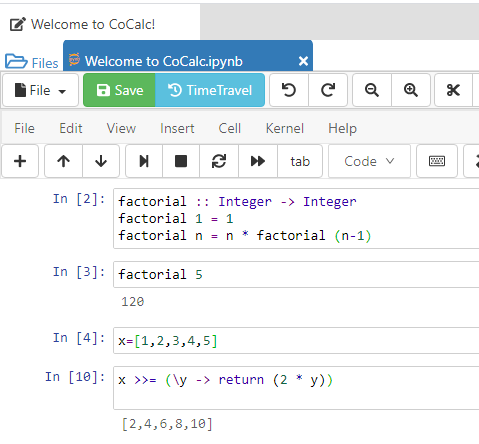 Welcome to CoCalc!
Files Welcome to CoCalc.ipynb ×
File Save TimeTravel
File Edit View Insert Cell Kernel Help
tab Code
In [2]: factorial :: Integer -> Integer
factorial 1 = 1
factorial n = n * factorial (n-1)
In [3]: factorial 5
120
In [4]: x=[1,2,3,4,5]
In [10]: x >>= (\y -> return (2 * y))
[2,4,6,8,10]